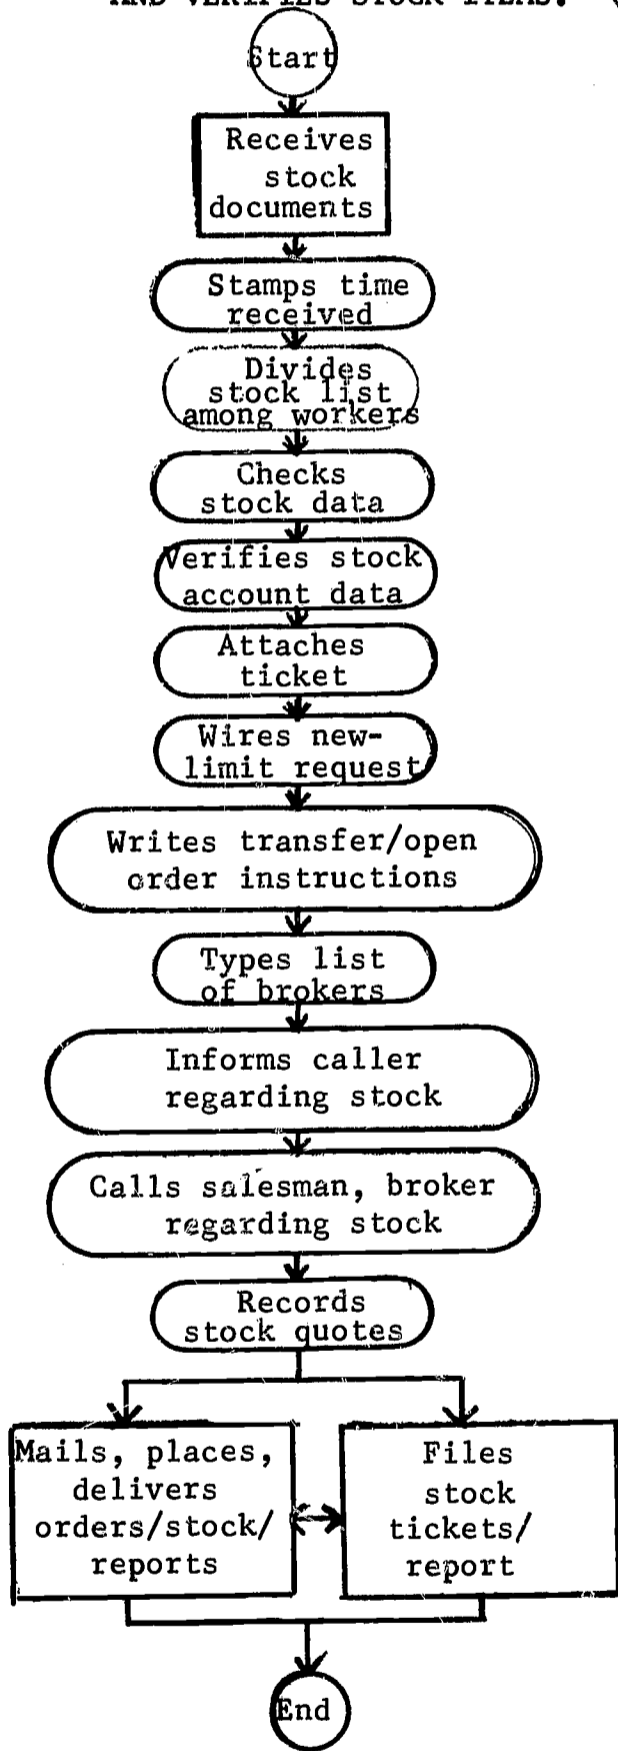 AND VERIFIES STOCK ITEMS.
Start
Receives
stock
documents
Stamps time
received
Divides
stock list
among workers
Checks
stock data
Verifies stock
account data
Attaches
ticket
Wires new-
limit request
Writes transfer/open
order instructions
Types list
of brokers
Informs caller
regarding stock
Calls salesman, broker
regarding stock
Records
stock quotes
Mails, places,
delivers
orders/stock/
reports
Files
stock
tickets/
report
End